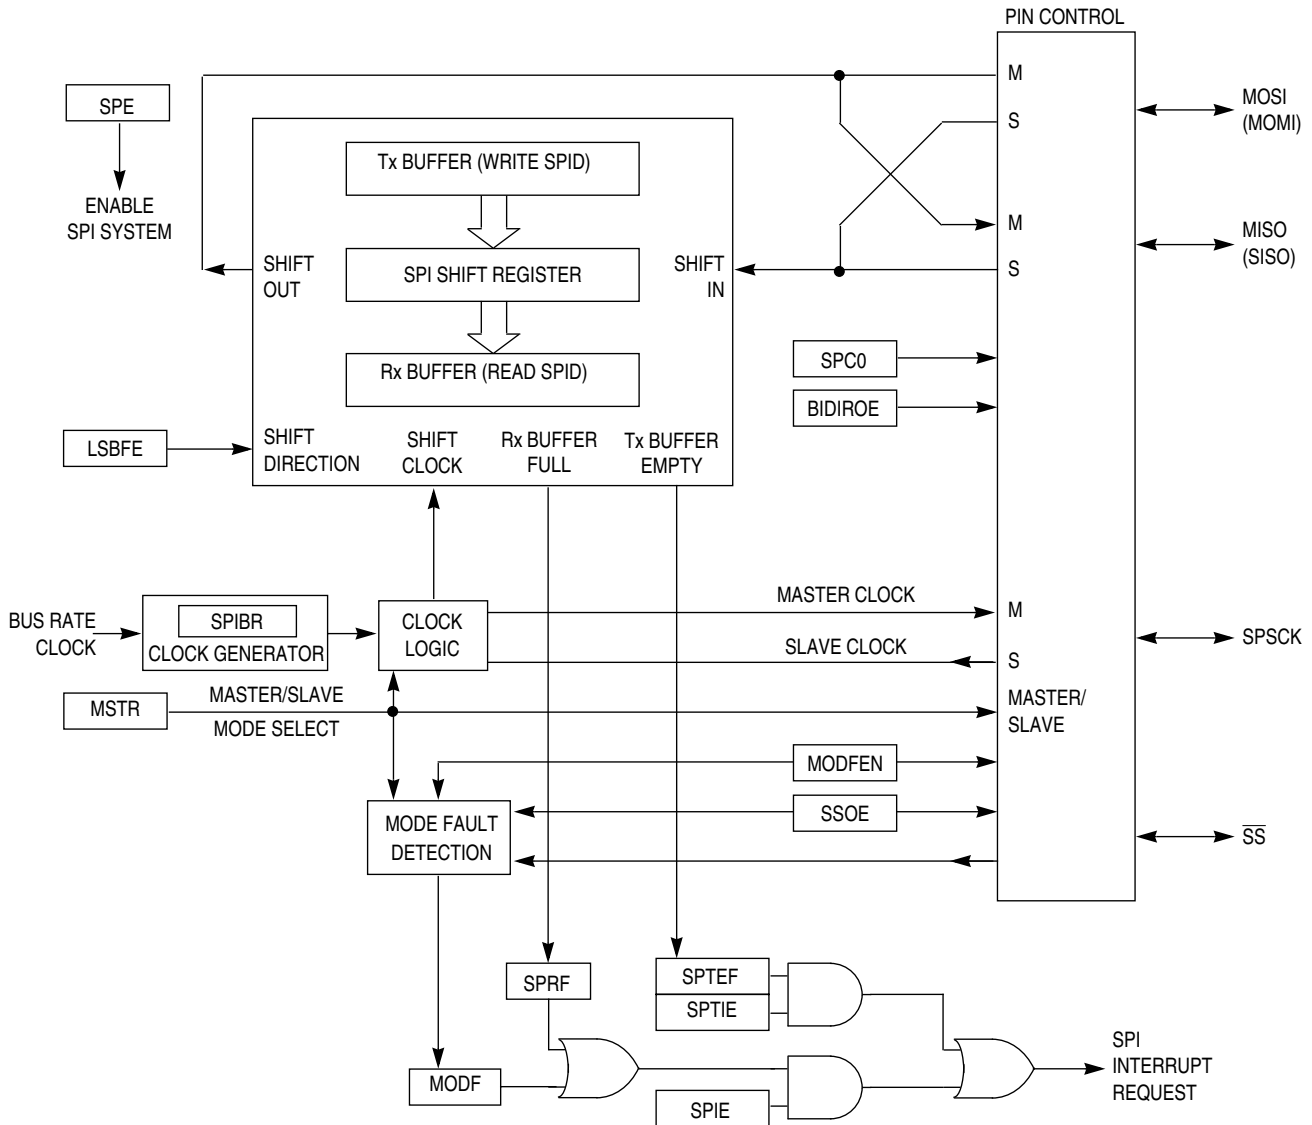 PIN CONTROL
M
SPE
MOSI
(MOMI)
S
Tx BUFFER (WRITE SPID)
ENABLE
SPI SYSTEM
M
MISO
(SISO)
SHIFT
OUT
SPI SHIFT REGISTER
SHIFT
IN
S
SPC0
Rx BUFFER (READ SPID)
BIDIROE
LSBFE
SHIFT
DIRECTION
SHIFT
CLOCK
Rx BUFFER
FULL
Tx BUFFER
EMPTY
MASTER CLOCK
M
BUS RATE
CLOCK
SPIBR
CLOCK GENERATOR
CLOCK
LOGIC
SLAVE CLOCK
S
SPSCK
MSTR
MASTER/SLAVE
MODE SELECT
MASTER/
SLAVE
MODFEN
SSOE
MODE FAULT
DETECTION
SS
SPRF
SPTEF
SPTIE
MODF
SPIE
SPI
INTERRUPT
REQUEST